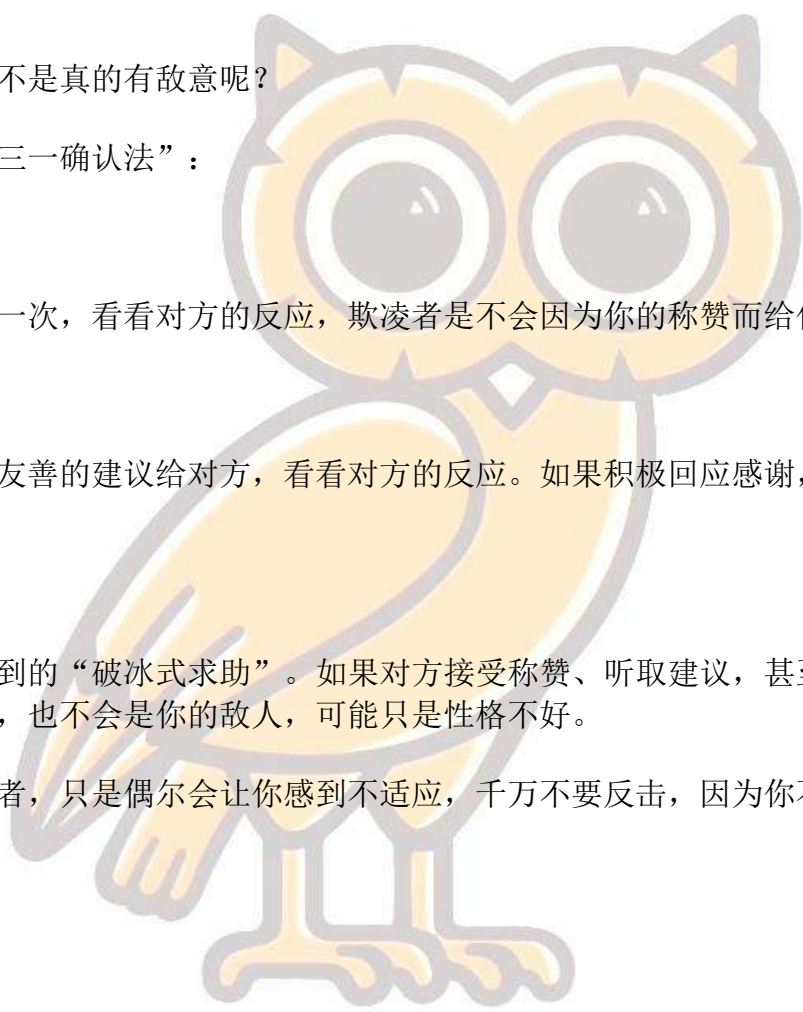 不是真的有敌意呢？
三一确认法”：
一次，看看对方的反应，欺凌者是不会因为你的称赞而给
友善的建议给对方，看看对方的反应。如果积极回应感谢，
到的“破冰式求助”。如果对方接受称赞、听取建议，甚
，也不会是你的敌人，可能只是性格不好。
者，只是偶尔会让你感到不适应，千万不要反击，因为你